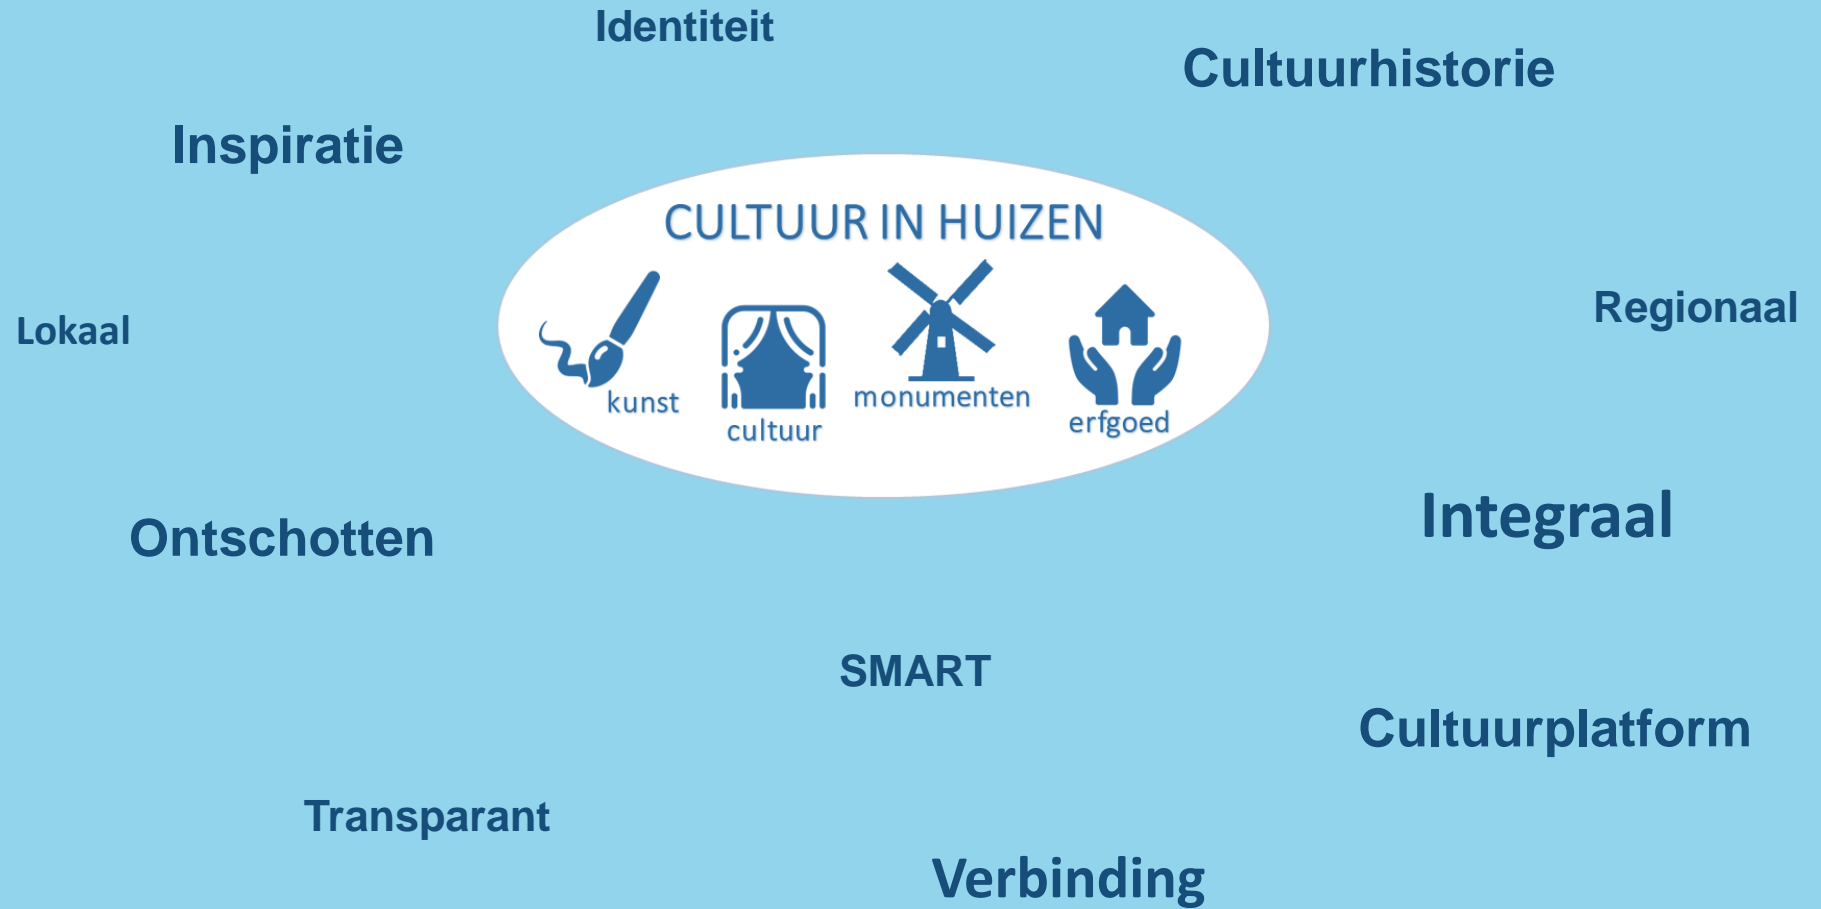 Identiteit
Cultuurhistorie
Inspiratie
CULTUUR IN HUIZEN
kunst
cultuur
monumenten
erfgoed
Lokaal
Regionaal
Ontschotten
Integraal
SMART
Cultuurplatform
Transparant
Verbinding